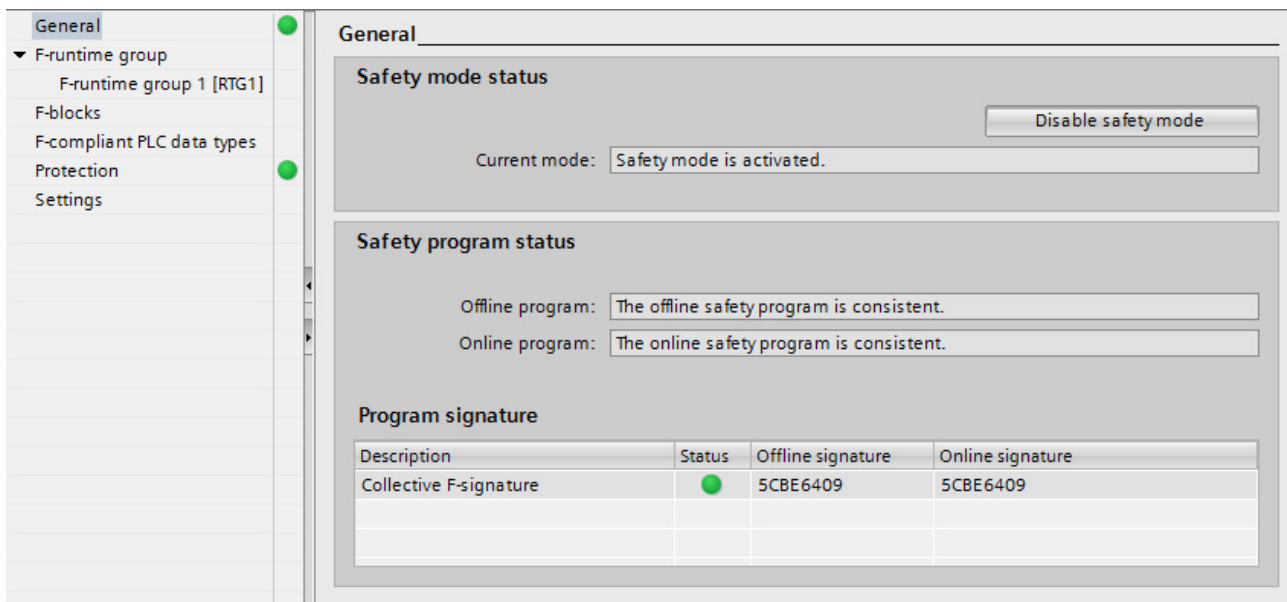 General
F-runtime group
F-runtime group 1 [RTG1]
F-blocks
F-compliant PLC data types
Protection
Settings
General
Safety mode status
Disable safety mode
Current mode: Safety mode is activated.
Safety program status
Offline program: The offline safety program is consistent.
Online program: The online safety program is consistent.
Program signature
Description Status Offline signature Online signature
Collective F-signature 5CBE6409 5CBE6409